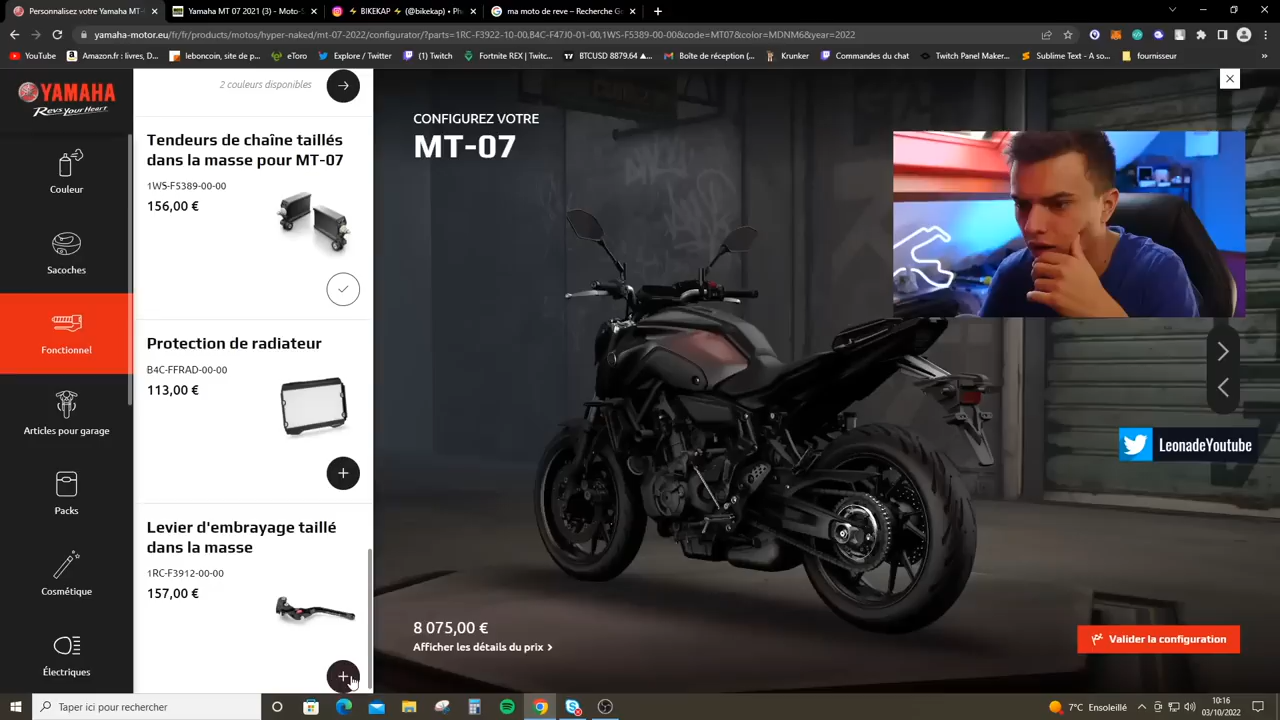 Personnalisez votre Yamaha MT-0
Yamaha MT 07 2021 (3) - Moto-S
⚡ BIKEKAP ⚡ (@bikekap) • Pho
ma moto de reve – Recherche Go
yamaha-motor.eu/fr/fr/products/motos/hyper-naked/mt-07-2022/configurator/?parts=1RC-F3922-10-00,B4C-F47J0-01-00,1WS-F5389-00-00&code=MT07&color=MDNM6&year=2022
YouTube
Amazon.fr : livres, D...
leboncoin, site de pe...
eToro
Explore / Twitter
(1) Twitch
Fortnite REX | Twitc...
BTCUSD 8879.64 ▲...
Boîte de réception (...
Krunker
Commandes du chat
Twitch Panel Maker...
Sublime Text - A so...
fournisseur
YAMAHA
Revs Your Heart
Couleur
Sacoches
Fonctionnel
Articles pour garage
Packs
Cosmétique
Électriques
2 couleurs disponibles
Tendeurs de chaîne taillés
dans la masse pour MT-07
1WS-F5389-00-00
156,00 €
Protection de radiateur
B4C-FFRAD-00-00
113,00 €
Levier d'embrayage taillé
dans la masse
1RC-F3912-00-00
157,00 €
CONFIGUREZ VOTRE
MT-07
LeonadeYoutube
8 075,00 €
Afficher les détails du prix
Valider la configuration
Taper ici pour rechercher
7°C Ensoleillé
10:16
03/10/2022